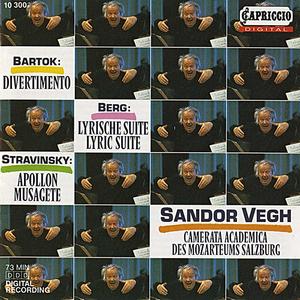 10 300
CAPRICCIO
DIGITAL
BARTOK:
DIVERTIMENTO
BERG:
LYRISCHE SUITE
LYRIC SUITE
STRAVINSKY:
APOLLON
MUSAGETE
SANDOR VEGH
CAMERATA ACADEMICA
DES MOZARTEUMS SALZBURG
73 MIN
DDD
DIGITAL
RECORDING